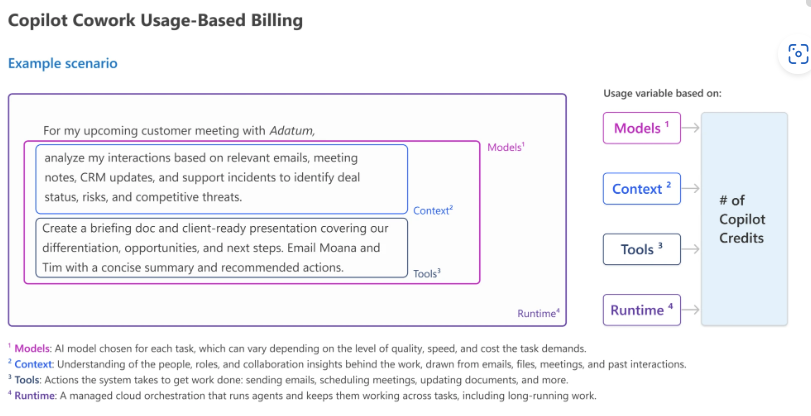 Copilot Cowork Usage-Based Billing
Example scenario
For my upcoming customer meeting with Adatum,
analyze my interactions based on relevant emails, meeting
notes, CRM updates, and support incidents to identify deal
status, risks, and competitive threats.
Create a briefing doc and client-ready presentation covering our
differentiation, opportunities, and next steps. Email Moana and
Tim with a concise summary and recommended actions.
Models¹
Context²
Tools³
Runtime⁴
Usage variable based on:
Models ¹
Context ²
Tools ³
Runtime ⁴
# of
Copilot
Credits
¹ Models: AI model chosen for each task, which can vary depending on the level of quality, speed, and cost the task demands.
² Context: Understanding of the people, roles, and collaboration insights behind the work, drawn from emails, files, meetings, and past interactions.
³ Tools: Actions the system takes to get work done: sending emails, scheduling meetings, updating documents, and more.
⁴ Runtime: A managed cloud orchestration that runs agents and keeps them working across tasks, including long-running work.